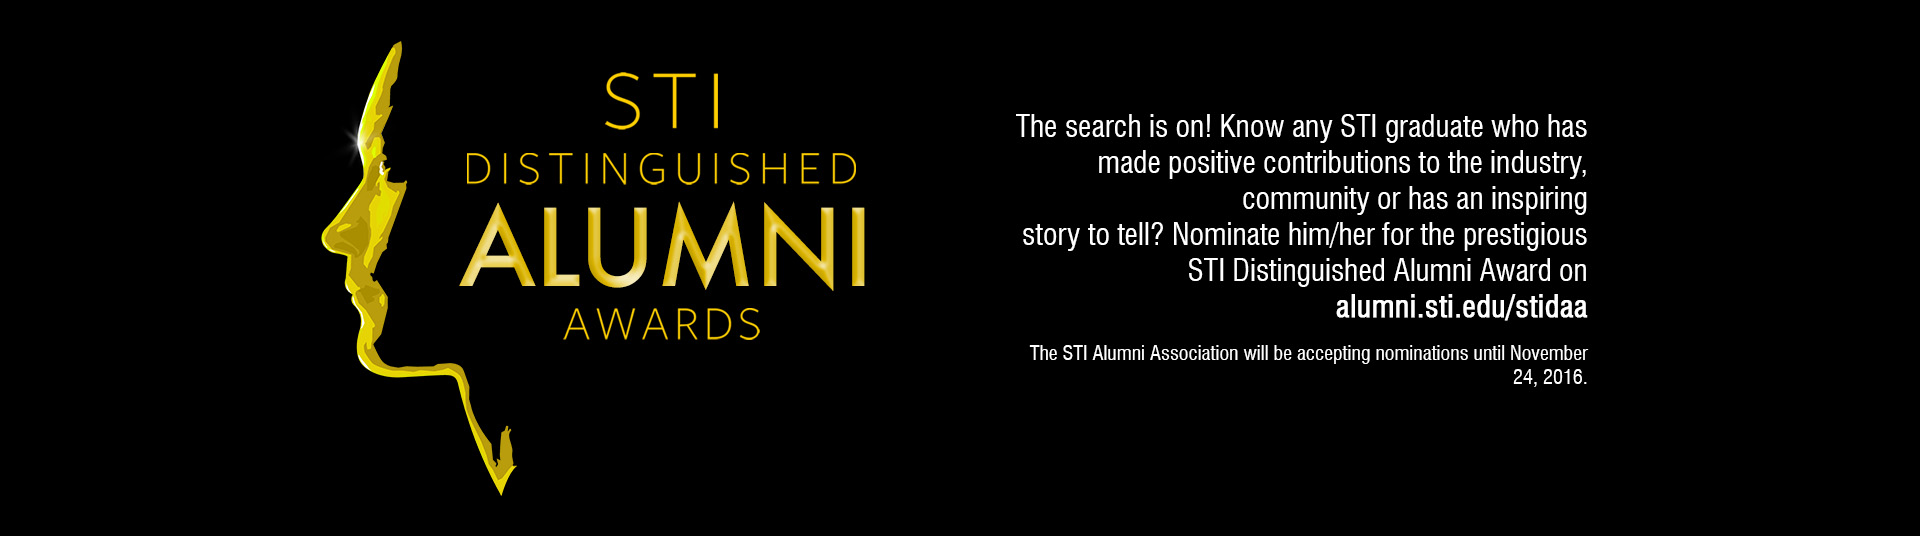 STI
DISTINGUISHED
ALUMNI
AWARDS
The search is on! Know any STI graduate who has
made positive contributions to the industry,
community or has an inspiring
story to tell? Nominate him/her for the prestigious
STI Distinguished Alumni Award on
alumni.sti.edu/stidaa
The STI Alumni Association will be accepting nominations until November
24, 2016.